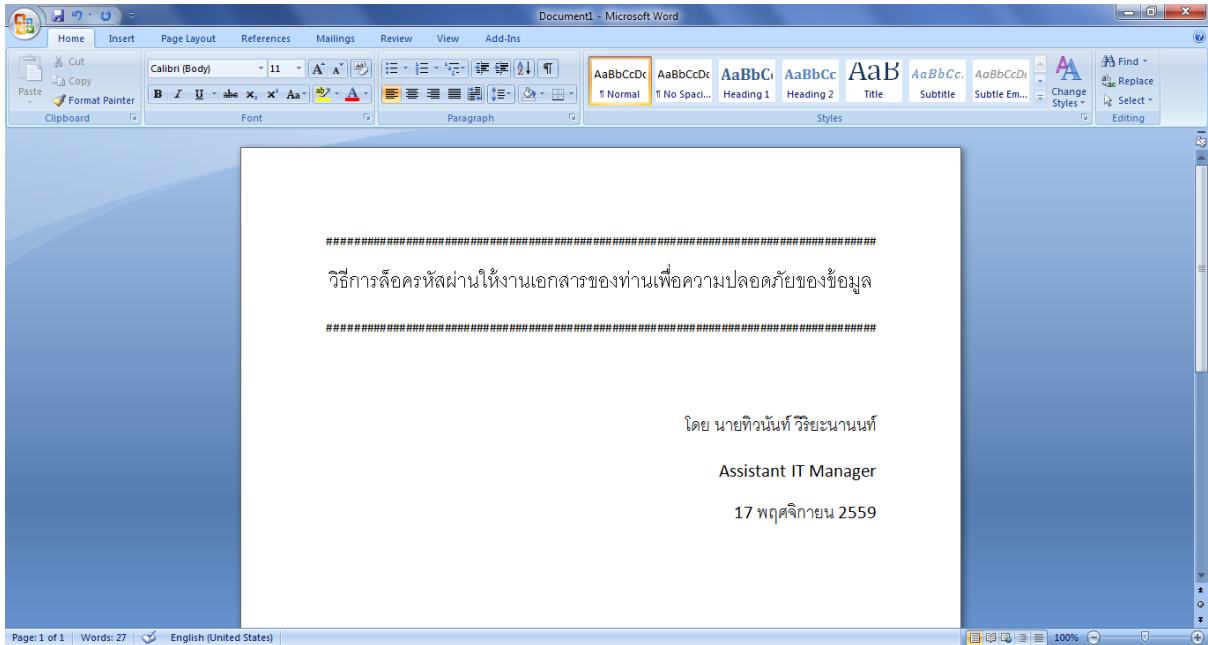 Document1 - Microsoft Word
Home Insert Page Layout References Mailings Review View Add-Ins
Paste
Cut
Copy
Format Painter
Clipboard
Calibri (Body) 11
B I U abc x, x² Aa ab A
Font
Paragraph
AaBbCcDc AaBbCcDc AaBbC AaBbCc AaB AaBbCc. AaBbCcDc
¶ Normal ¶ No Spaci... Heading 1 Heading 2 Title Subtitle Subtle Em...
Change Styles
Styles
Find
Replace
Select
Editing
##############################################################################################
วิธีการล็อครหัสผ่านให้งานเอกสารของท่านเพื่อความปลอดภัยของข้อมูล
##############################################################################################
โดย นายทิวนันท์ วิริยะนานนท์
Assistant IT Manager
17 พฤศจิกายน 2559
Page: 1 of 1 Words: 27 English (United States) 100%